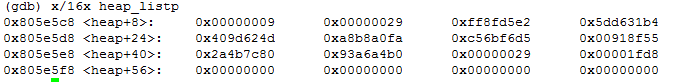 (gdb) x/16x heap_listp
0x805e5c8 <heap+8>: 0x00000009 0x00000029 0xff8fd5e2 0x5dd631b4
0x805e5d8 <heap+24>: 0x409d624d 0xa8b8a0fa 0xc56bf6d5 0x00918f55
0x805e5e8 <heap+40>: 0x2a4b7c80 0x93a6a4b0 0x00000029 0x00001fd8
0x805e5f8 <heap+56>: 0x00000000 0x00000000 0x00000000 0x00000000